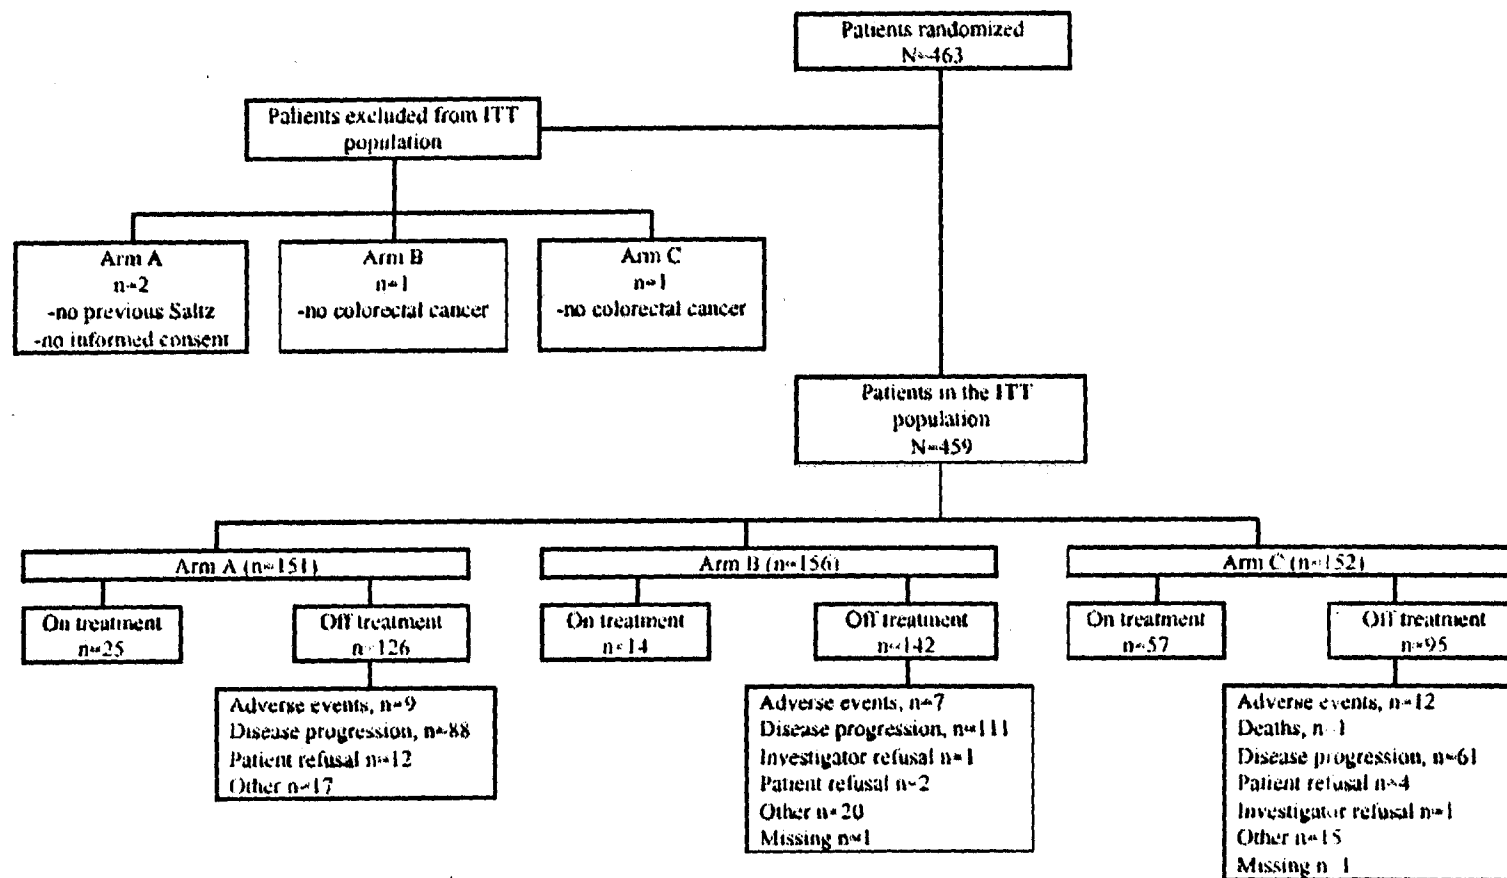 Patients randomized
N=463
Patients excluded from ITT
population
Arm A
n=2
-no previous Saltz
-no informed consent
Arm B
n=1
-no colorectal cancer
Arm C
n=1
-no colorectal cancer
Patients in the ITT
population
N=459
Arm A (n=151)
Arm B (n=156)
Arm C (n=152)
On treatment
n=25
Off treatment
n=126
On treatment
n=14
Off treatment
n=142
On treatment
n=57
Off treatment
n=95
Adverse events, n=9
Disease progression, n=88
Patient refusal n=12
Other n=17
Adverse events, n=7
Disease progression, n=111
Investigator refusal n=1
Patient refusal n=2
Other n=20
Missing n=1
Adverse events, n=12
Deaths, n=1
Disease progression, n=61
Patient refusal n=4
Investigator refusal n=1
Other n=15
Missing n=1